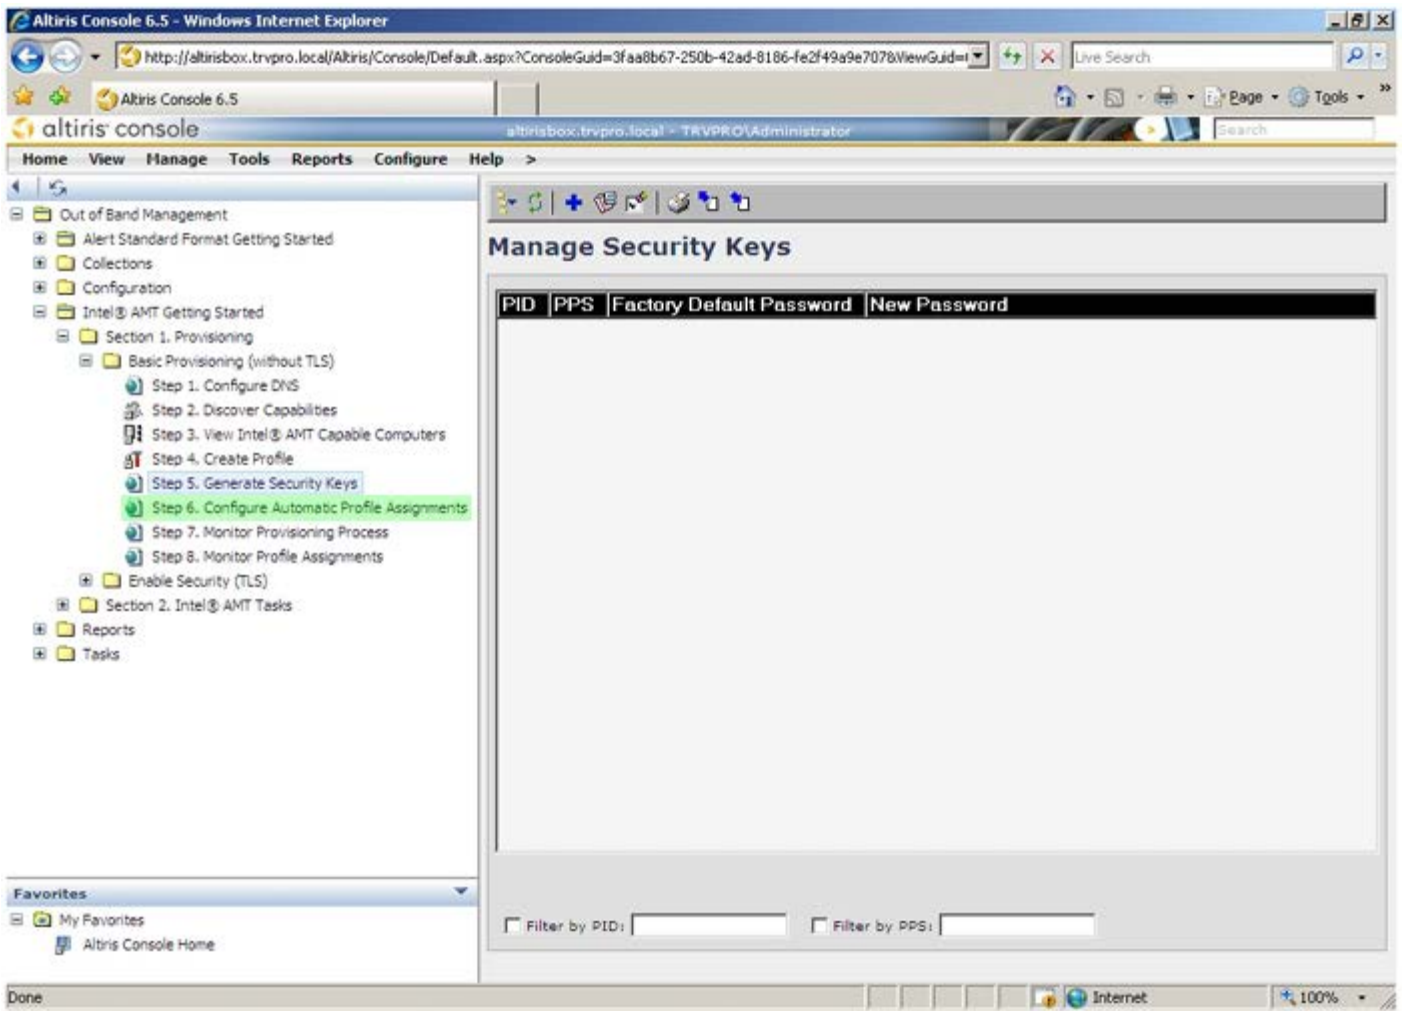 Altiris Console 6.5 - Windows Internet Explorer
http://altirisbox.trvpro.local/Altiris/Console/Default.aspx?ConsoleGuid=3faa8b67-250b-42ad-8186-fe2f49a9e707&ViewGuid=
Live Search
Altiris Console 6.5
Page
Tools
altiris console
altirisbox.trvpro.local - TRVPRO\Administrator
Search
Home View Manage Tools Reports Configure Help >
Out of Band Management
Alert Standard Format Getting Started
Collections
Configuration
Intel® AMT Getting Started
Section 1. Provisioning
Basic Provisioning (without TLS)
Step 1. Configure DNS
Step 2. Discover Capabilities
Step 3. View Intel® AMT Capable Computers
Step 4. Create Profile
Step 5. Generate Security Keys
Step 6. Configure Automatic Profile Assignments
Step 7. Monitor Provisioning Process
Step 8. Monitor Profile Assignments
Enable Security (TLS)
Section 2. Intel® AMT Tasks
Reports
Tasks
Manage Security Keys
PID PPS Factory Default Password New Password
Filter by PID:
Filter by PPS:
Favorites
My Favorites
Altiris Console Home
Done
Internet
100%